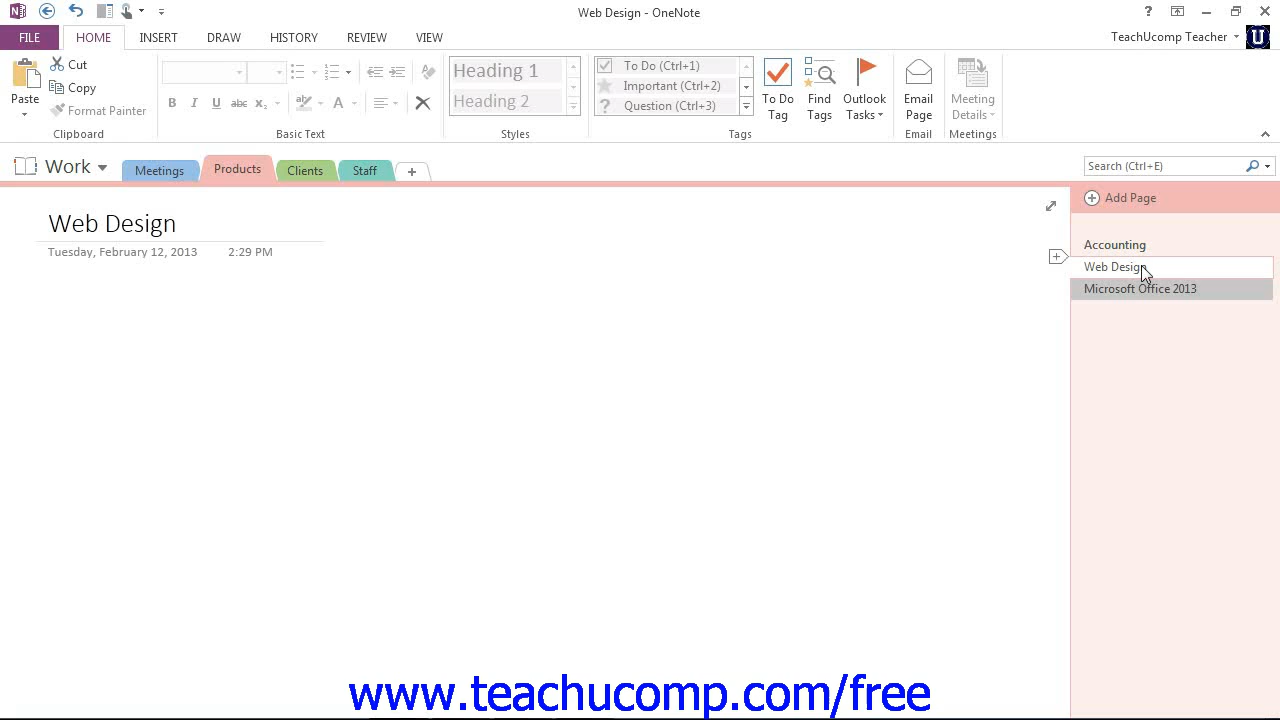 Web Design - OneNote
?
FILE HOME INSERT DRAW HISTORY REVIEW VIEW
TeachUcomp Teacher
Paste
Cut
Copy
Format Painter
Clipboard
B I U abc x₂ ab A
Basic Text
Heading 1
Heading 2
Styles
To Do (Ctrl+1)
Important (Ctrl+2)
? Question (Ctrl+3)
To Do Tag
Find Tags
Outlook Tasks
Tags
Email Page
Email
Meeting Details
Meetings
Work Meetings Products Clients Staff +
Search (Ctrl+E)
Add Page
Web Design
Tuesday, February 12, 2013 2:29 PM
Accounting
Web Design
Microsoft Office 2013
www.teachucomp.com/free